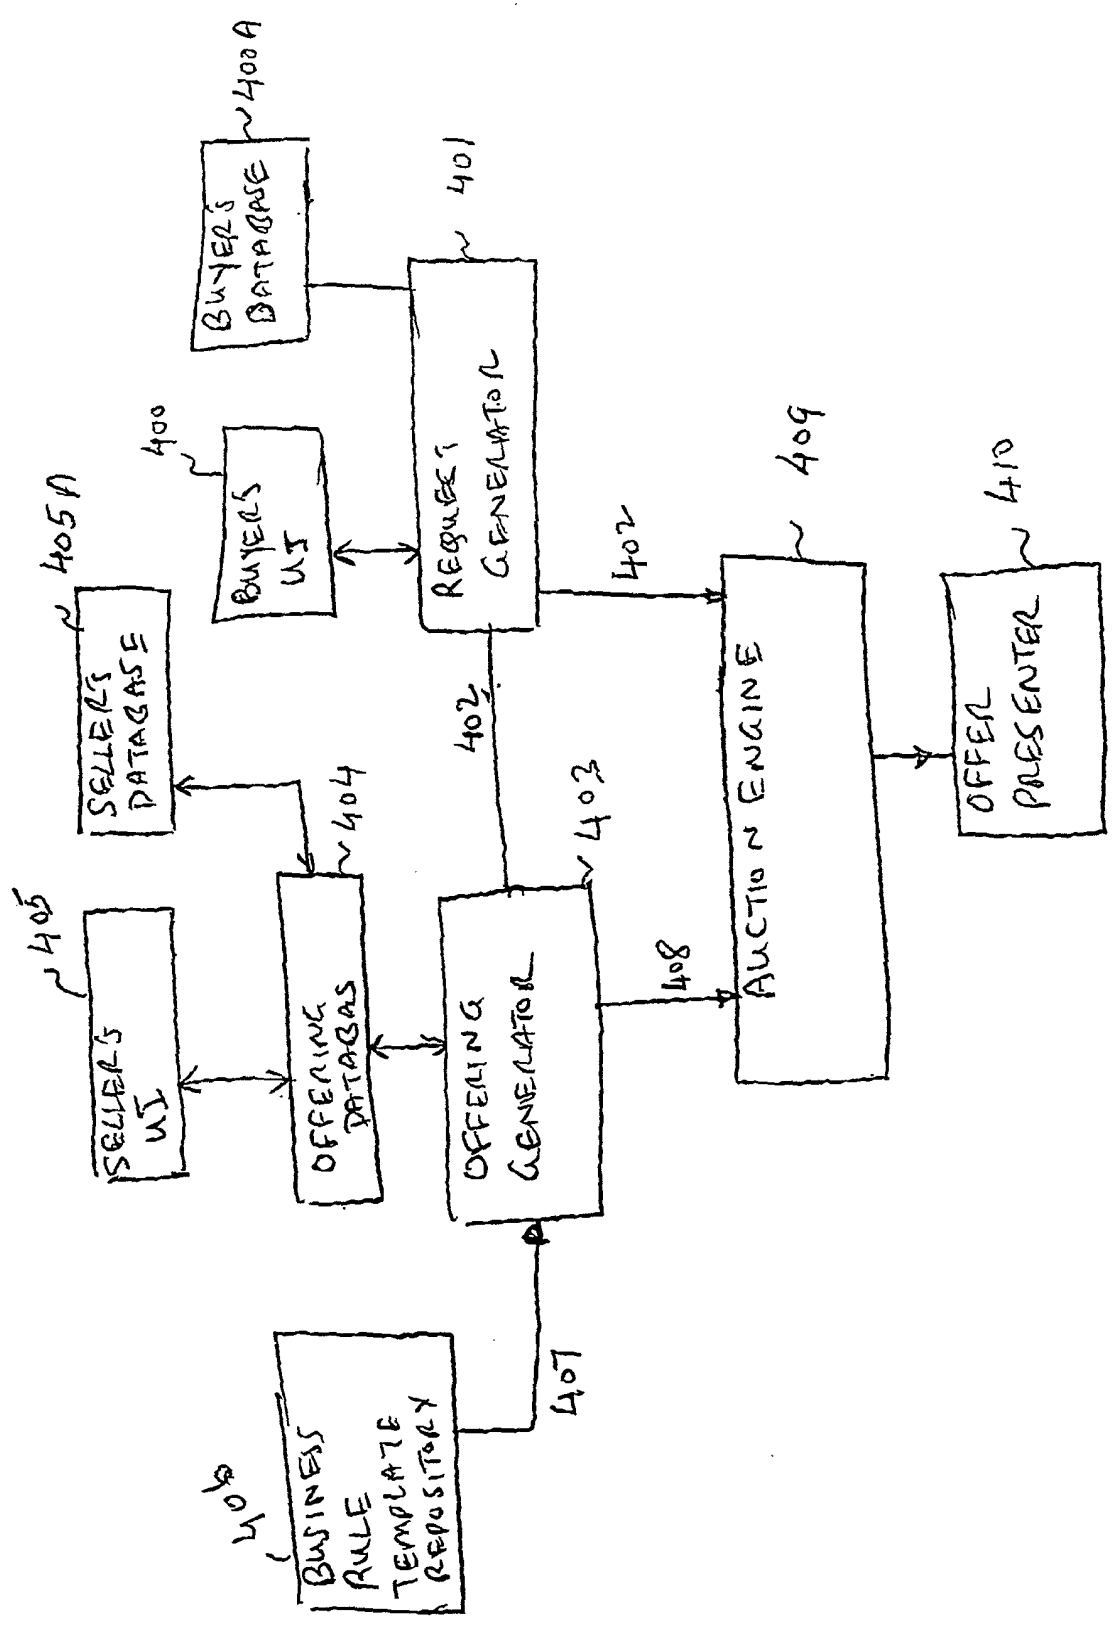 405
SELLER'S
UI
405A
SELLER'S
DATABASE
400
BUYER'S
UI
400A
BUYER'S
DATABASE
404
OFFERING
DATABAS
406
BUSINESS
RULE
TEMPLATE
REPOSITORY
407
OFFERING
GENERATOR
403
402
REQUEST
GENERATOR
401
408
402
AUCTION ENGINE
409
OFFER
PRESENTER
410